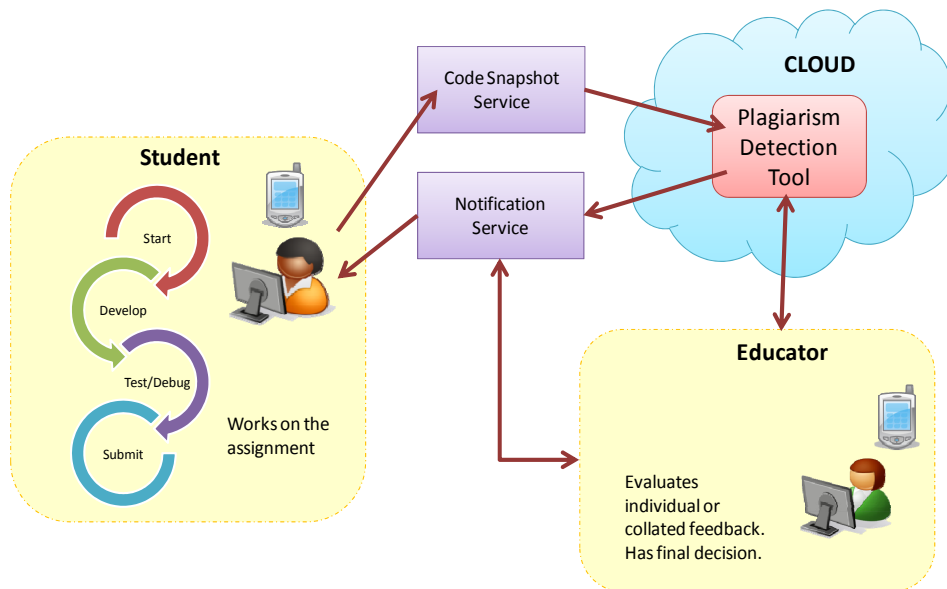 Student
Start
Develop
Test/Debug
Submit
Works on the
assignment
Code Snapshot
Service
Notification
Service
CLOUD
Plagiarism
Detection
Tool
Educator
Evaluates
individual or
collated feedback.
Has final decision.